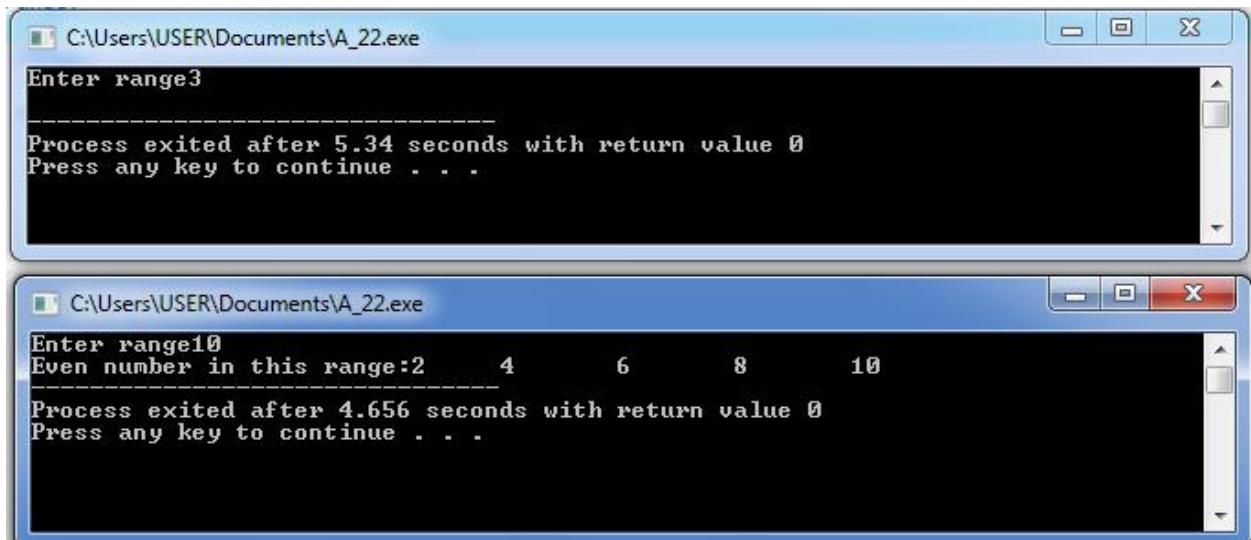 C:\Users\USER\Documents\A_22.exe
Enter range3
--------------------------------
Process exited after 5.34 seconds with return value 0
Press any key to continue . . .
C:\Users\USER\Documents\A_22.exe
Enter range10
Even number in this range:2 4 6 8 10
--------------------------------
Process exited after 4.656 seconds with return value 0
Press any key to continue . . .